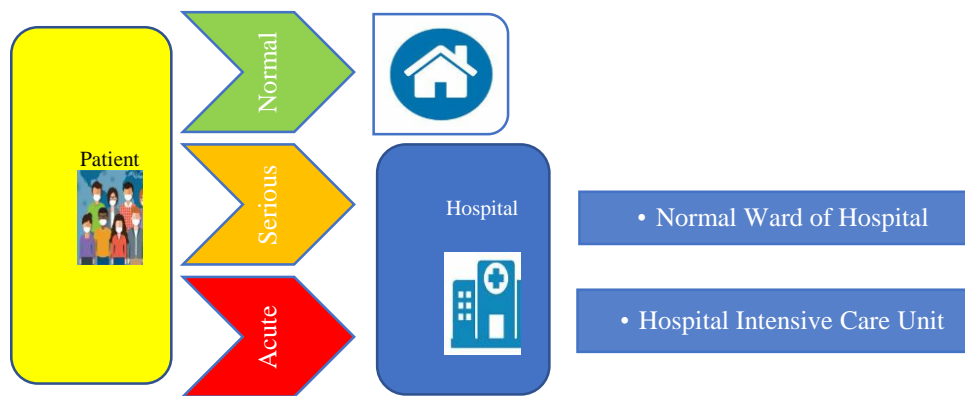 Patient
Normal
Serious
Acute
Hospital
• Normal Ward of Hospital
• Hospital Intensive Care Unit